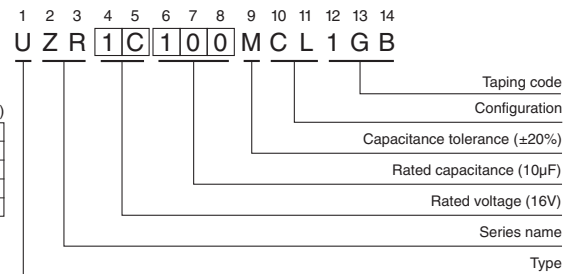 1 2 3 4 5 6 7 8 9 10 11 12 13 14
U Z R 1 C 1 0 0 M C L 1 G B
Taping code
)
Configuration
Capacitance tolerance (±20%)
Rated capacitance (10µF)
Rated voltage (16V)
Series name
Type